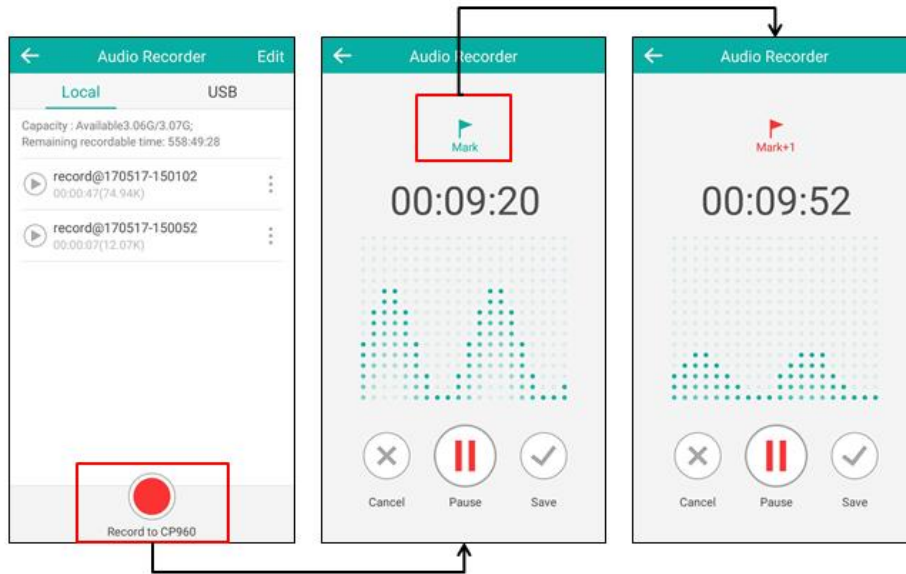 Audio Recorder
Edit
Local
USB
Capacity : Available3.06G/3.07G;
Remaining recordable time: 558:49:28
record@170517-150102
00:00:47(74.94K)
record@170517-150052
00:00:07(12.07K)
Record to CP960
Audio Recorder
Mark
00:09:20
Cancel
Pause
Save
Audio Recorder
Mark+1
00:09:52
Cancel
Pause
Save